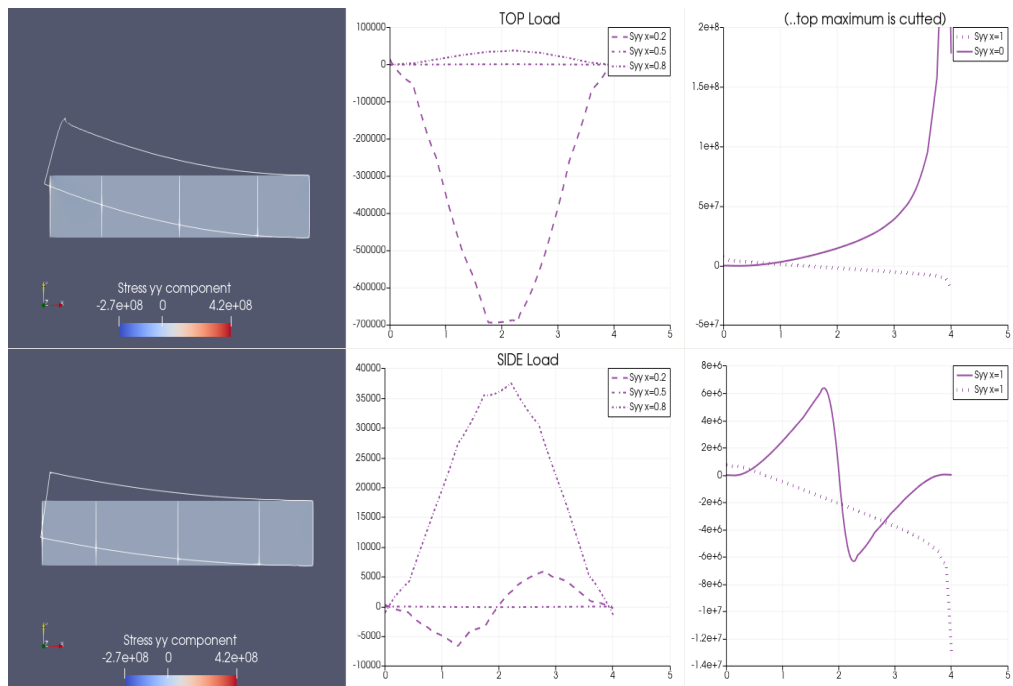 TOP Load
(..top maximum is cutted)
100000
0
-100000
-200000
-300000
-400000
-500000
-600000
-700000
0 1 2 3 4 5
Syy x=0.2
Syy x=0.5
Syy x=0.8
2e+8
1.5e+8
1e+8
5e+7
0
-5e+7
0 1 2 3 4 5
Syy x=1
Syy x=0
Stress yy component
-2.7e+08 0 4.2e+08
SIDE Load
40000
35000
30000
25000
20000
15000
10000
5000
0
-5000
-10000
0 1 2 3 4 5
Syy x=0.2
Syy x=0.5
Syy x=0.8
8e+6
6e+6
4e+6
2e+6
0
-2e+6
-4e+6
-6e+6
-8e+6
-1e+7
-1.2e+7
-1.4e+7
0 1 2 3 4 5
Syy x=1
Syy x=1
Stress yy component
-2.7e+08 0 4.2e+08